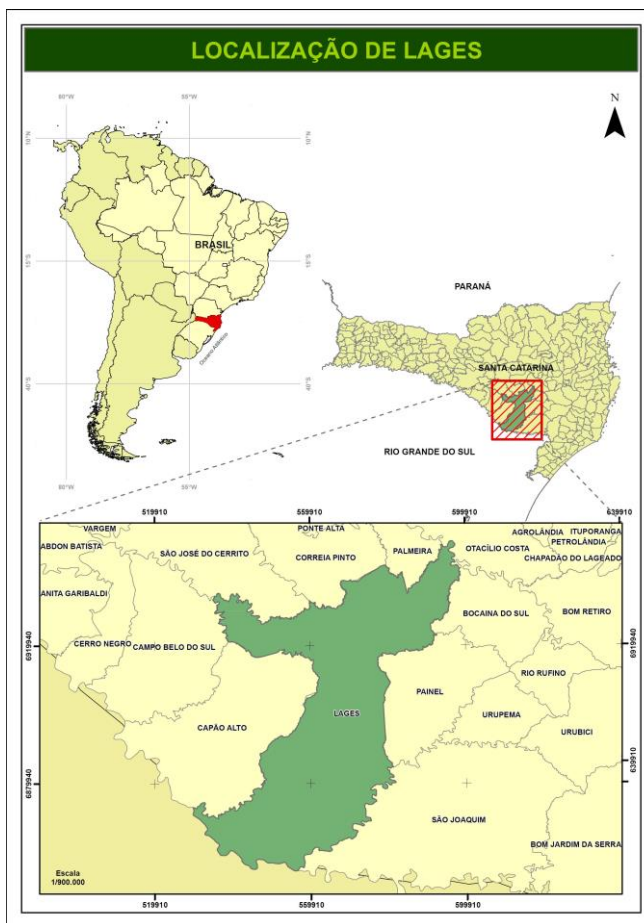 LOCALIZAÇÃO DE LAGES
80°W
60°W
N
BRASIL
15°S
Oceano Atlântico
40°S
80°W
60°W
PARANÁ
SANTA CATARINA
RIO GRANDE DO SUL
519910
559910
599910
639910
VARGEM
PONTE ALTA
AGROLÂNDIA
ITUPORANGA
PETROLÂNDIA
ABDON BATISTA
SÃO JOSÉ DO CERRITO
CORREIA PINTO
PALMEIRA
OTACÍLIO COSTA
CHAPADÃO DO LAGEADO
ANITA GARIBALDI
BOCAINA DO SUL
BOM RETIRO
6919940
CERRO NEGRO
CAMPO BELO DO SUL
6919940
RIO RUFINO
PAINEL
LAGES
URUPEMA
CAPÃO ALTO
URUBICI
639910
6879940
SÃO JOAQUIM
BOM JARDIM DA SERRA
Escala
1/900.000
519910
559910
599910